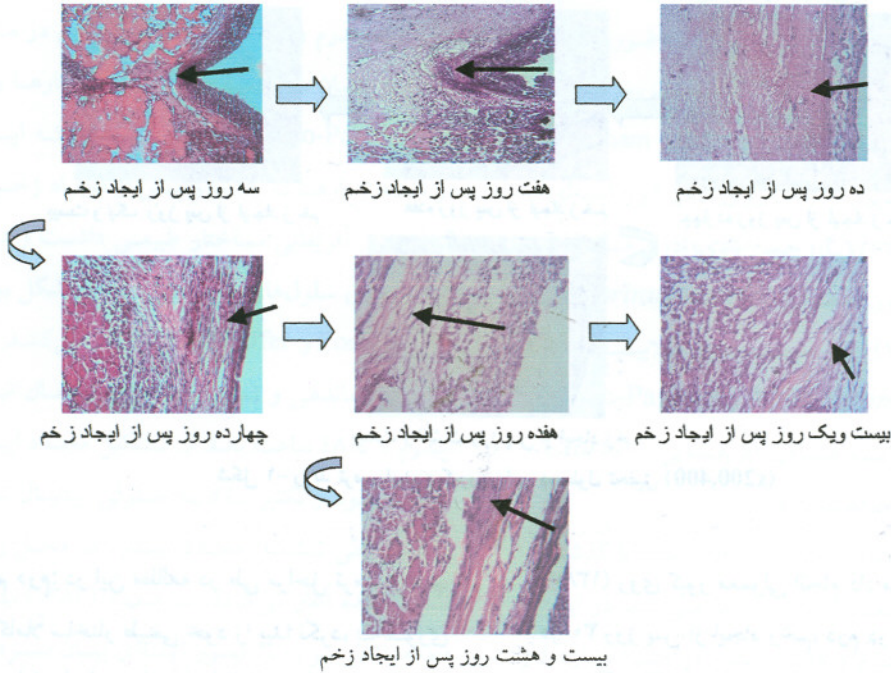 سه روز پس از ایجاد زخم
هفت روز پس از ایجاد زخم
ده روز پس از ایجاد زخم
چهارده روز پس از ایجاد زخم
هفده روز پس از ایجاد زخم
بیست ویک روز پس از ایجاد زخم
بیست و هشت روز پس از ایجاد زخم